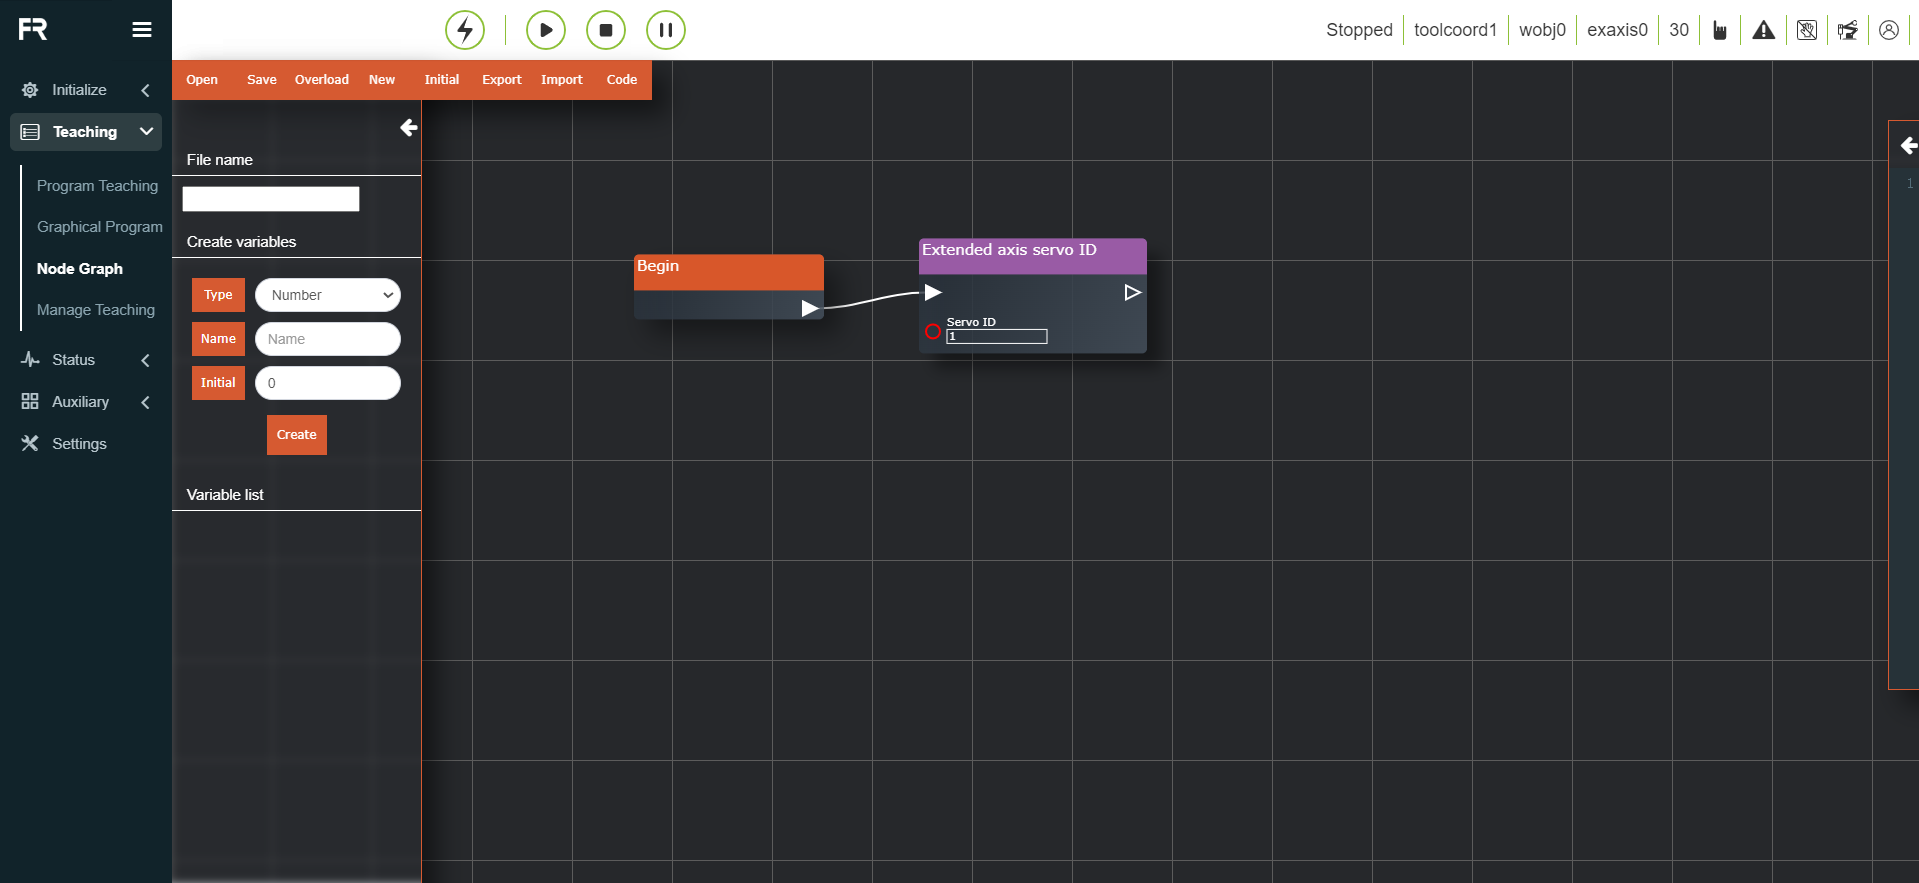 FR
Stopped
toolcoord1
wobj0
exaxis0
30
Open
Save
Overload
New
Initial
Export
Import
Code
Initialize
Teaching
Program Teaching
Graphical Program
Node Graph
Manage Teaching
Status
Auxiliary
Settings
File name
Create variables
Type
Number
Name
Name
Initial
0
Create
Variable list
Begin
Extended axis servo ID
Servo ID
1
1